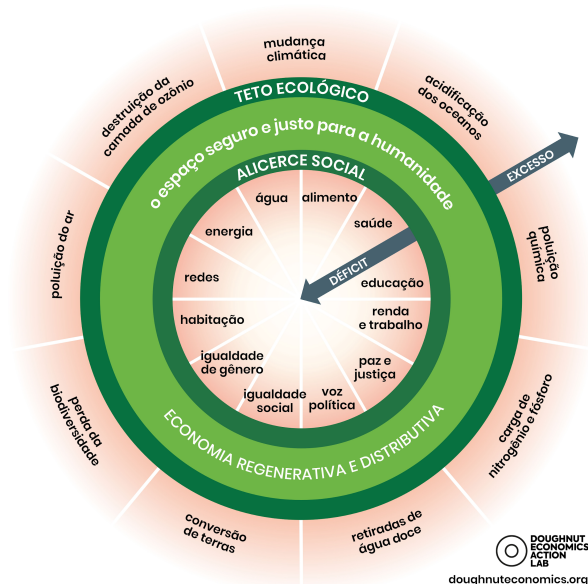 mudança
climática
acidificação
dos oceanos
poluição
química
carga de
nitrogênio e fósforo
retiradas de
água doce
conversão
de terras
perda da
biodiversidade
poluição do ar
destruição da
camada de ozônio
TETO ECOLÓGICO
o espaço seguro e justo para a humanidade
ALICERCE SOCIAL
EXCESSO
DÉFICIT
água
alimento
saúde
educação
renda
e trabalho
paz e
justiça
voz
política
igualdade
social
igualdade
de gênero
habitação
redes
energia
ECONOMIA REGENERATIVA E DISTRIBUTIVA
DOUGHNUT
ECONOMICS
ACTION
LAB
doughnuteconomics.org